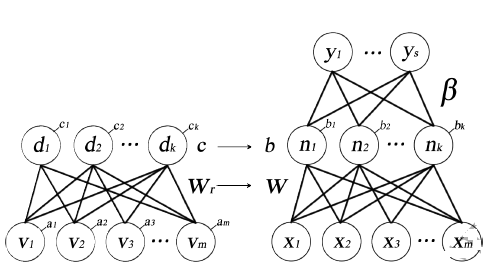 y1 ... ys
β
c1 c2 ck b1 b2 bk
d1 d2 ... dk c → b n1 n2 ... nk
Wr → W
a1 a2 a3 am
v1 v2 v3 ... vm x1 x2 x3 ... xm